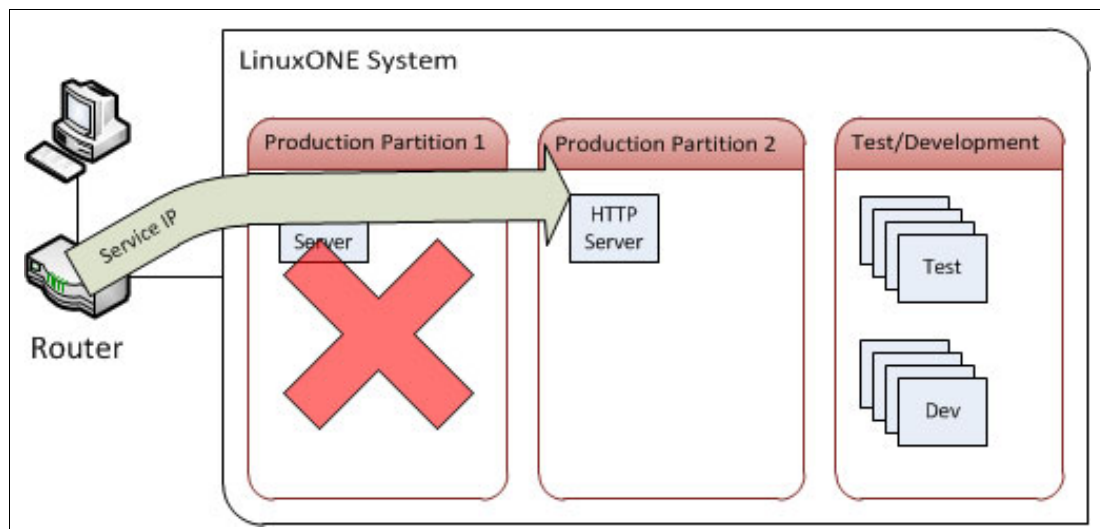 LinuxONE System
Production Partition 1
Production Partition 2
Test/Development
Service IP
Server
HTTP
Server
Test
Dev
Router